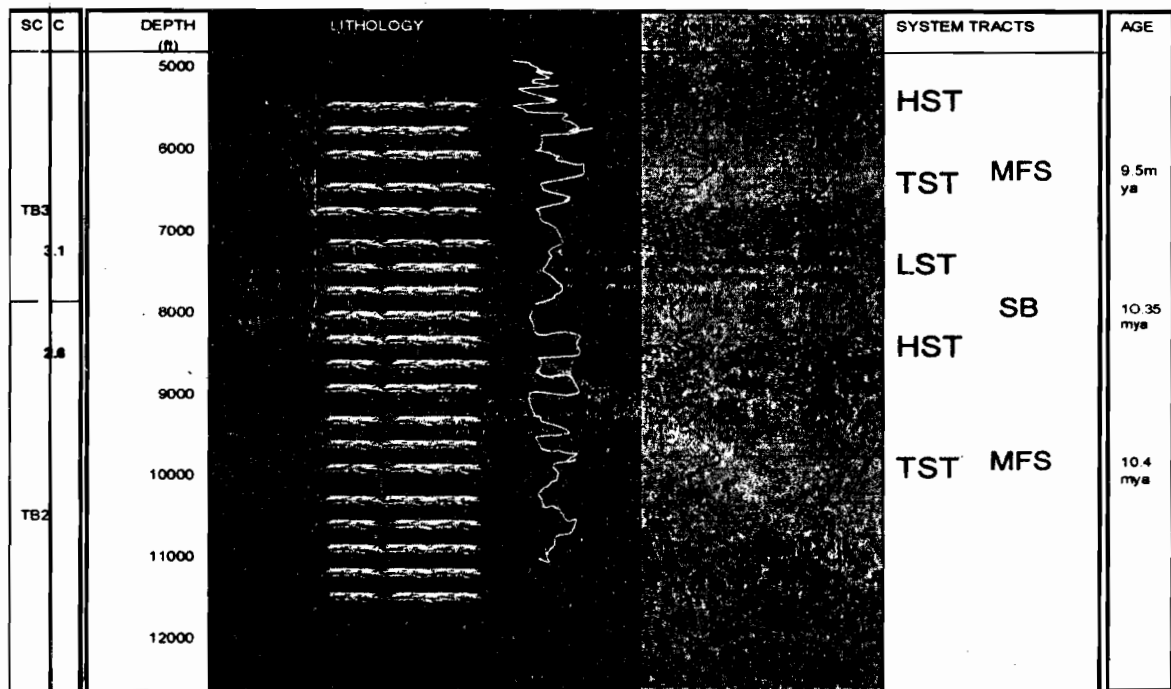 SC C
DEPTH
(ft)
LITHOLOGY
SYSTEM TRACTS
AGE
5000
HST
6000
MFS
9.5m
ya
TST
TB3
7000
3.1
LST
8000
SB
10.35
mya
HST
2.6
9000
10000
TST
MFS
10.4
mya
TB2
11000
12000